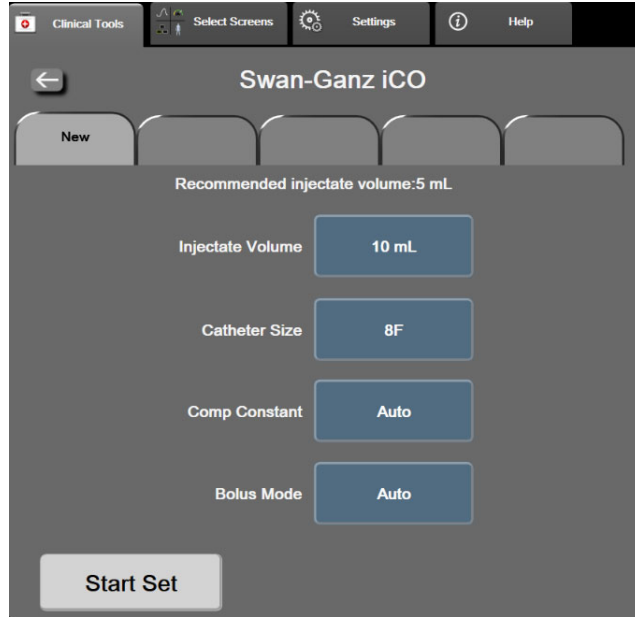 Clinical Tools
Select Screens
Settings
Help
Swan-Ganz iCO
New
Recommended injectate volume:5 mL
Injectate Volume 10 mL
Catheter Size 8F
Comp Constant Auto
Bolus Mode Auto
Start Set